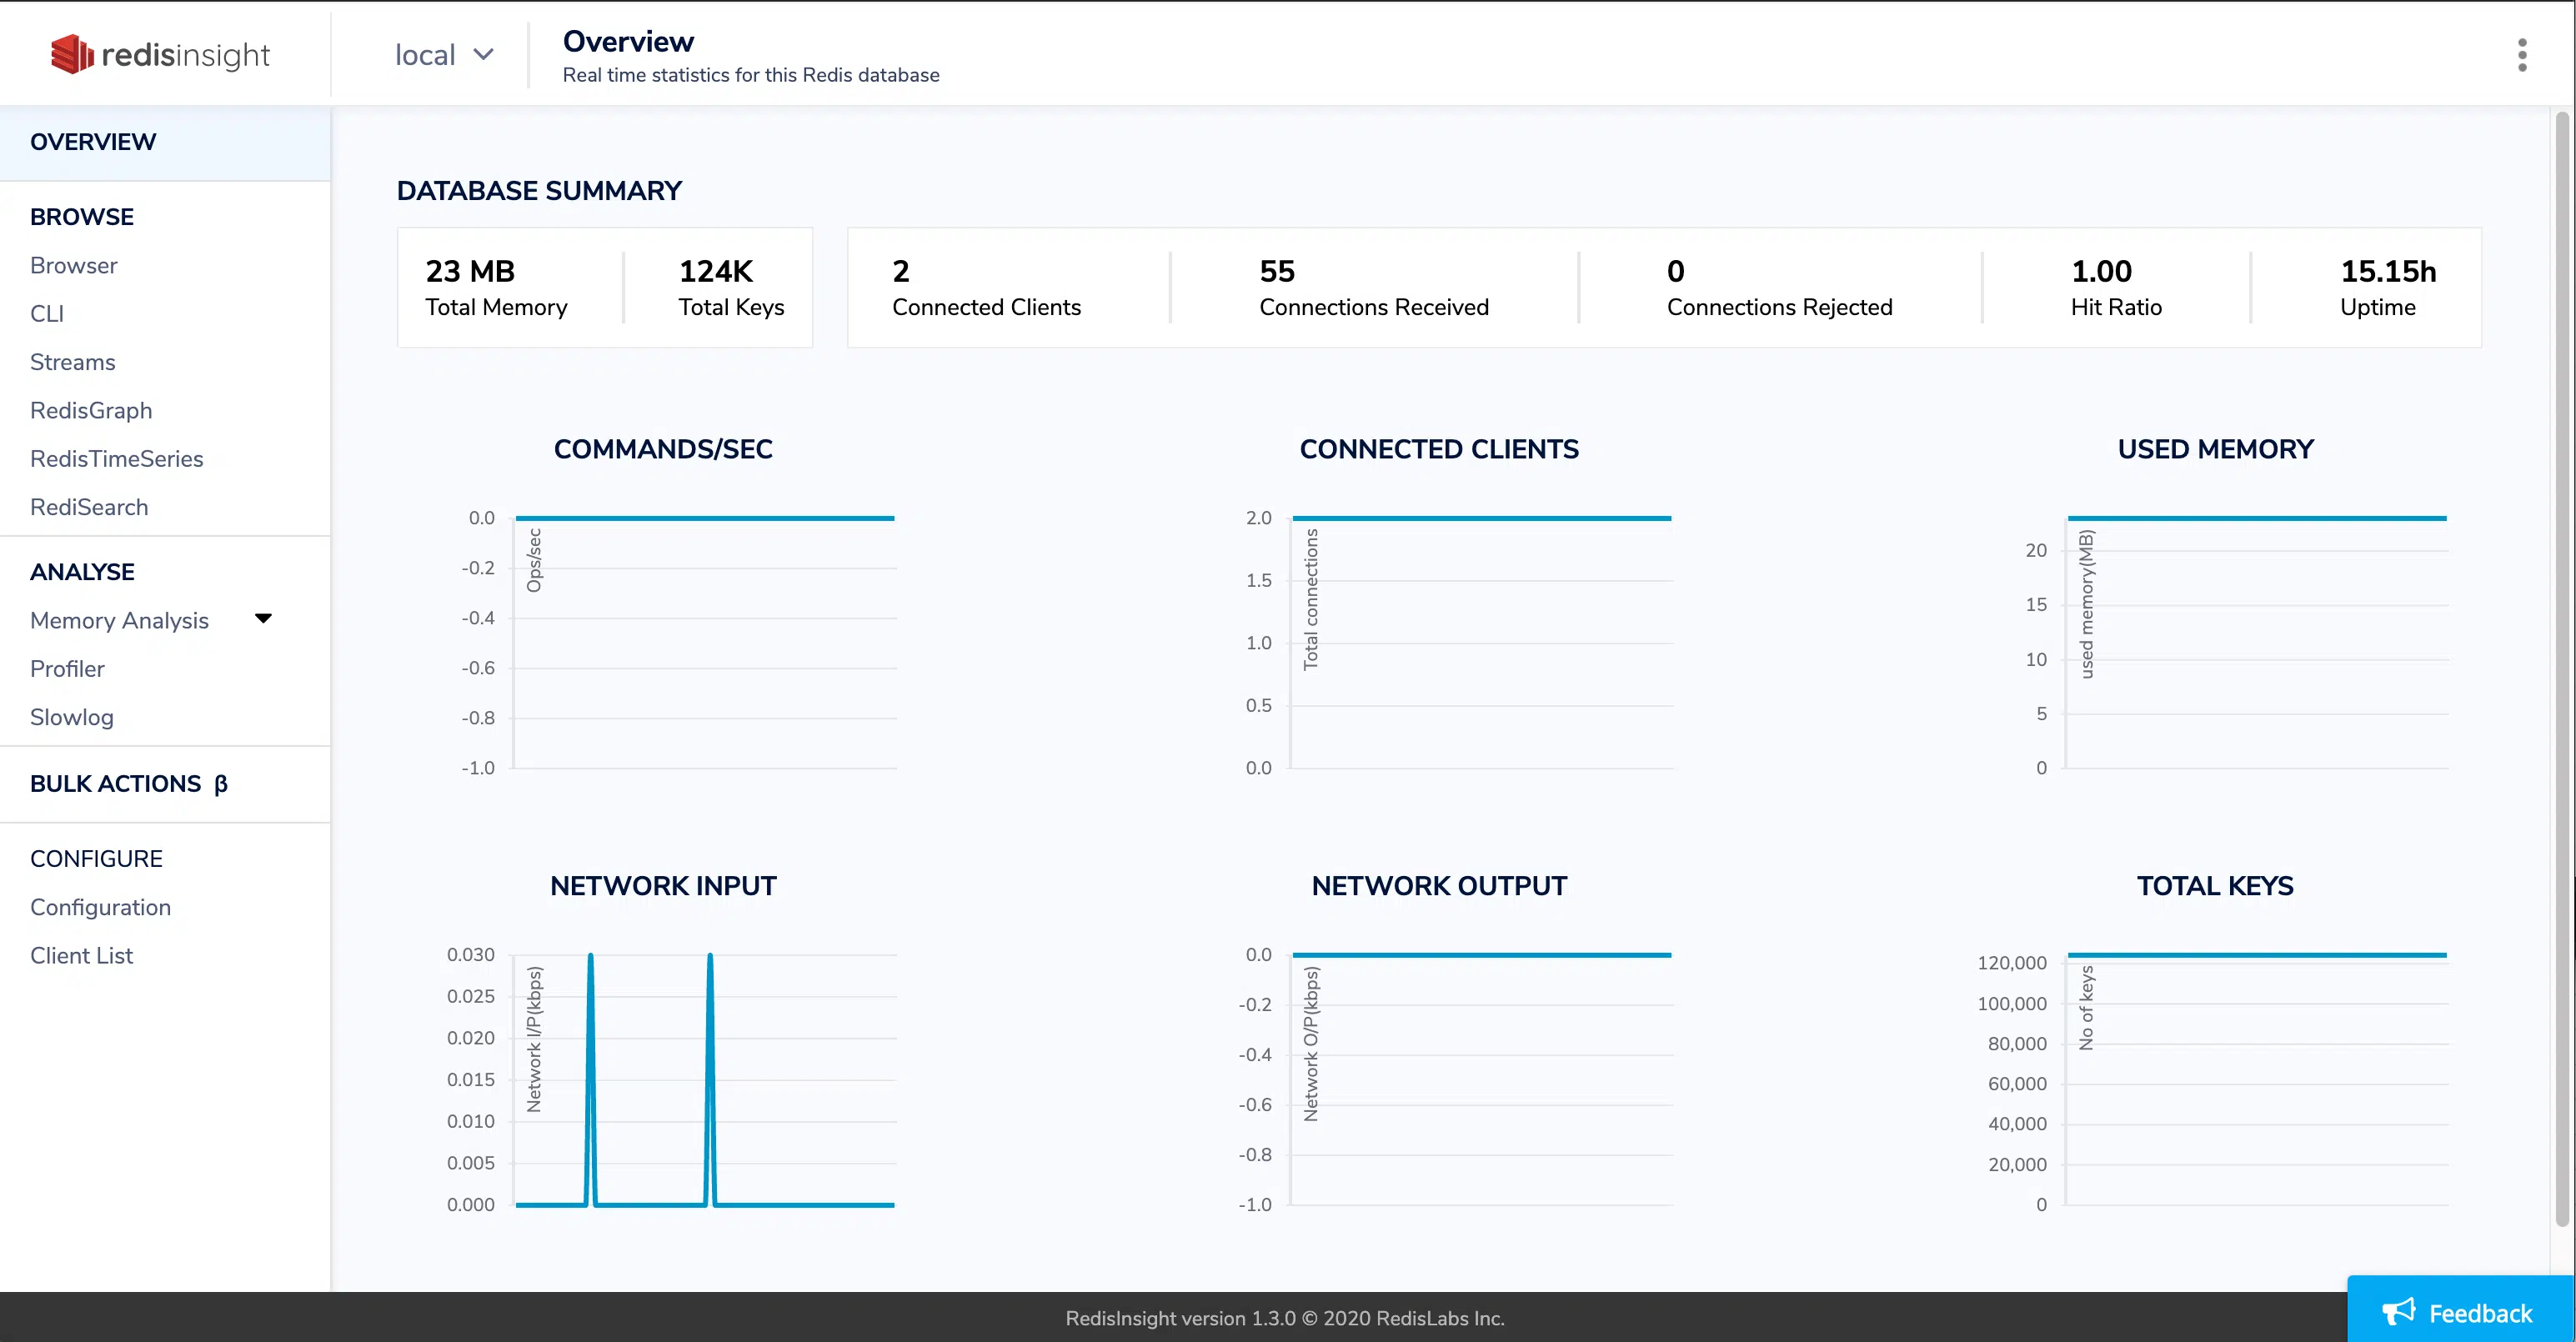 redisinsight
local
Overview
Real time statistics for this Redis database
OVERVIEW
BROWSE
Browser
CLI
Streams
RedisGraph
RedisTimeSeries
RediSearch
ANALYSE
Memory Analysis
Profiler
Slowlog
BULK ACTIONS β
CONFIGURE
Configuration
Client List
DATABASE SUMMARY
23 MB
Total Memory
124K
Total Keys
2
Connected Clients
55
Connections Received
0
Connections Rejected
1.00
Hit Ratio
15.15h
Uptime
COMMANDS/SEC
0.0
-0.2
-0.4
-0.6
-0.8
-1.0
Ops/sec
CONNECTED CLIENTS
2.0
1.5
1.0
0.5
0.0
Total connections
USED MEMORY
20
15
10
5
0
used memory(MB)
NETWORK INPUT
0.030
0.025
0.020
0.015
0.010
0.005
0.000
Network I/P(kbps)
NETWORK OUTPUT
0.0
-0.2
-0.4
-0.6
-0.8
-1.0
Network O/P(kbps)
TOTAL KEYS
120,000
100,000
80,000
60,000
40,000
20,000
0
No of keys
RedisInsight version 1.3.0 © 2020 RedisLabs Inc.
Feedback